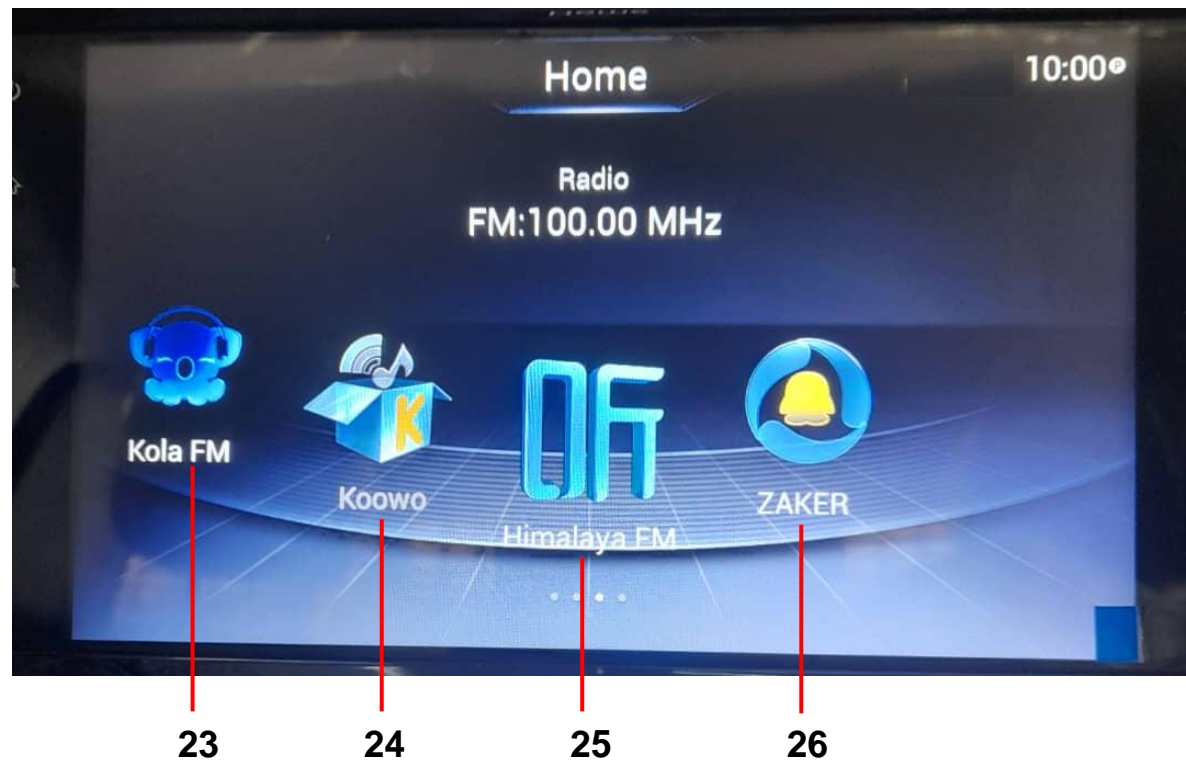 Home
10:00
Radio
FM:100.00 MHz
Kola FM
Koowo
K
Himalaya FM
ZAKER
23
24
25
26